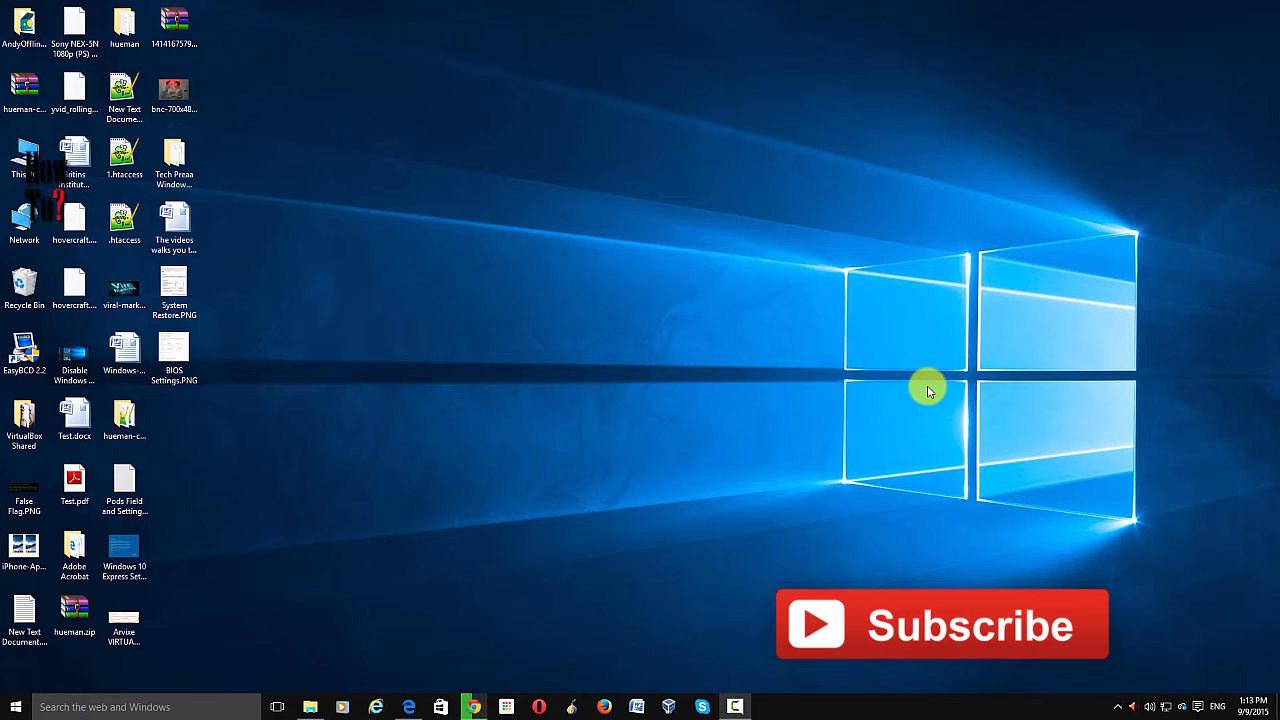 AndyOfflin...
Sony NEX-5N
1080p (PS) ...
hueman
1414167579...
hueman-c...
yvid_rolling...
New Text
Docume...
bnc-700x48...
This
Institut...
1.htaccess
Tech Preaa
Window...
How
To?
Network
hovercraft....
.htaccess
The videos
walks you t...
Recycle Bin
hovercraft....
viral-mark...
System
Restore.PNG
EasyBCD 2.2
Disable
Windows ...
Windows-...
BIOS
Settings.PNG
VirtualBox
Shared
Test.docx
hueman-c...
False
Flag.PNG
Test.pdf
Pods Field
and Setting...
iPhone-Ap...
Adobe
Acrobat
Windows 10
Express Set...
New Text
Document...
hueman.zip
Arvixe
VIRTUA...
Subscribe
Search the web and Windows
ENG
1:13 PM
9/9/2015